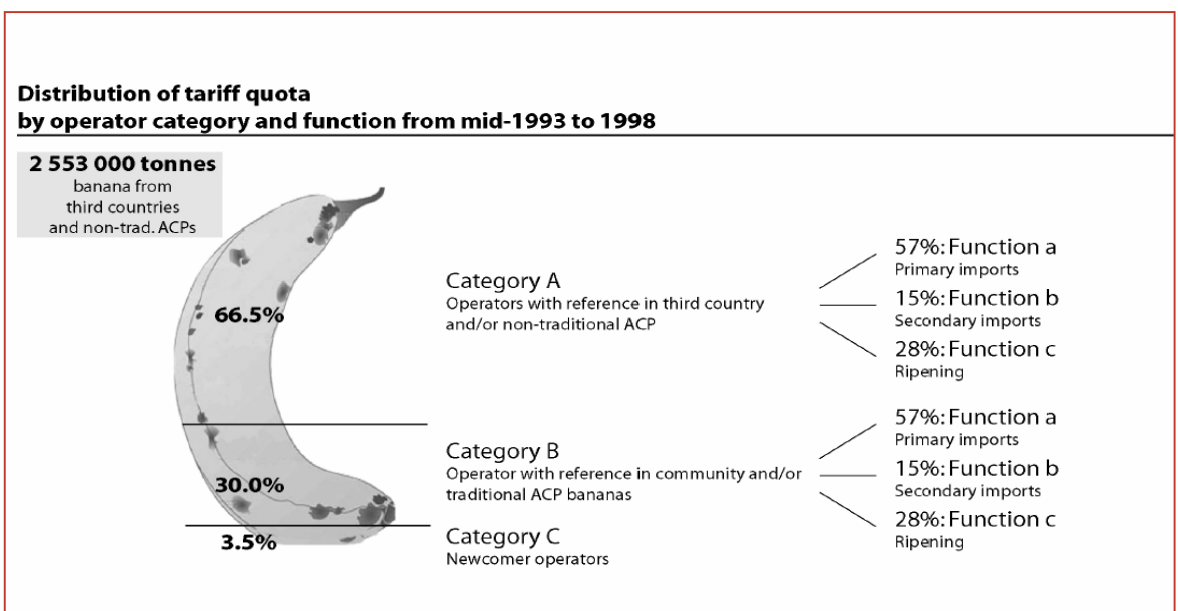 Distribution of tariff quota
by operator category and function from mid-1993 to 1998
2 553 000 tonnes
banana from
third countries
and non-trad. ACPs
66.5%
Category A
Operators with reference in third country
and/or non-traditional ACP
57%: Function a
Primary imports
15%: Function b
Secondary imports
28%: Function c
Ripening
30.0%
Category B
Operator with reference in community and/or
traditional ACP bananas
57%: Function a
Primary imports
15%: Function b
Secondary imports
28%: Function c
Ripening
3.5%
Category C
Newcomer operators